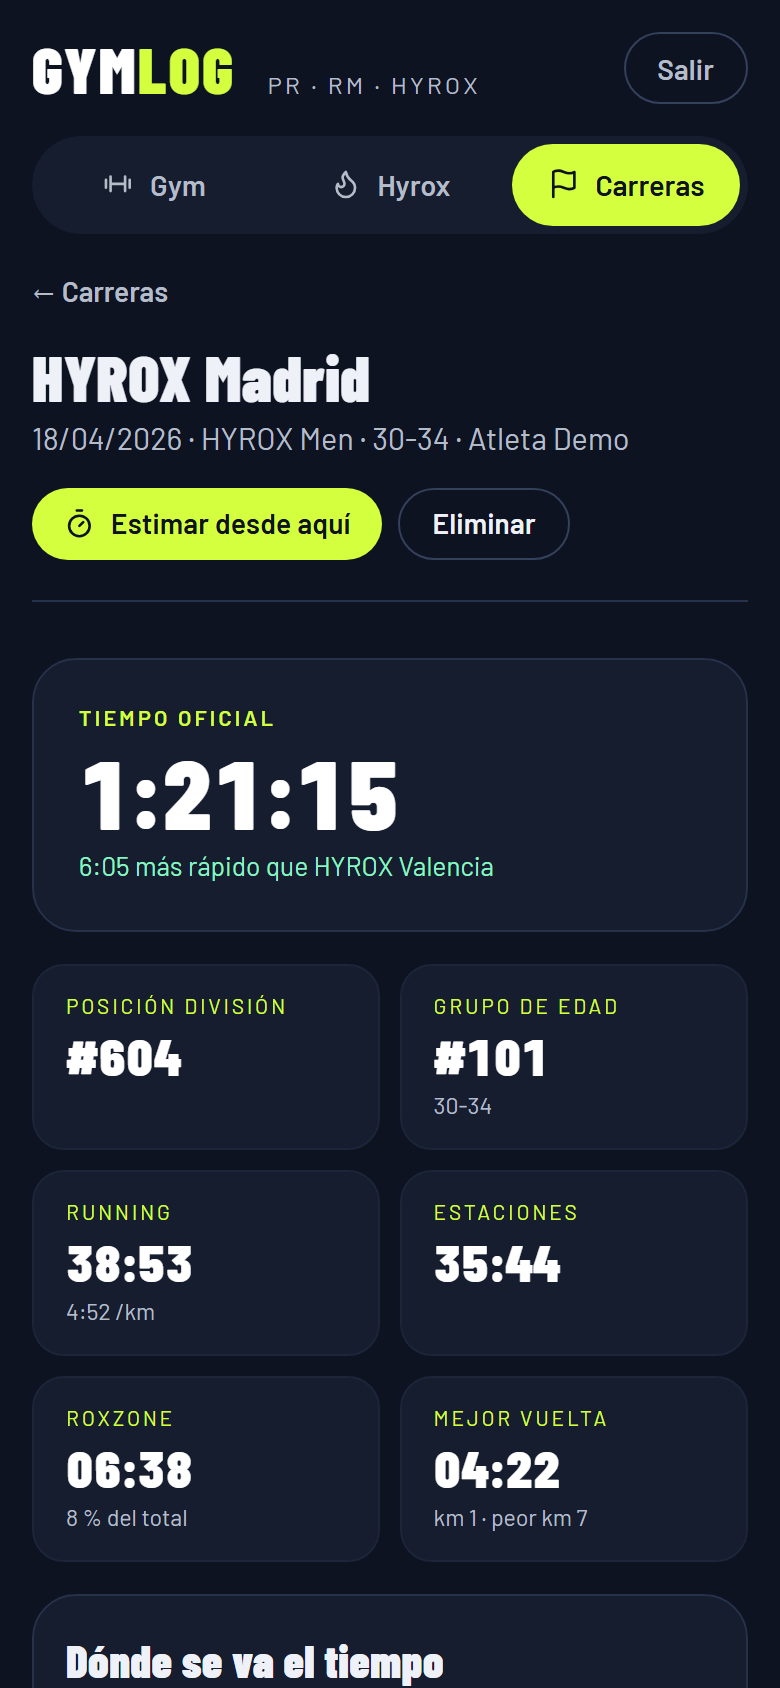 GYMLOG PR · RM · HYROX Salir
Gym Hyrox Carreras
← Carreras
HYROX Madrid
18/04/2026 · HYROX Men · 30-34 · Atleta Demo
Estimar desde aquí Eliminar
TIEMPO OFICIAL
1:21:15
6:05 más rápido que HYROX Valencia
POSICIÓN DIVISIÓN
#604
GRUPO DE EDAD
#101
30-34
RUNNING
38:53
4:52 /km
ESTACIONES
35:44
ROXZONE
06:38
8 % del total
MEJOR VUELTA
04:22
km 1 · peor km 7
Dónde se va el tiempo